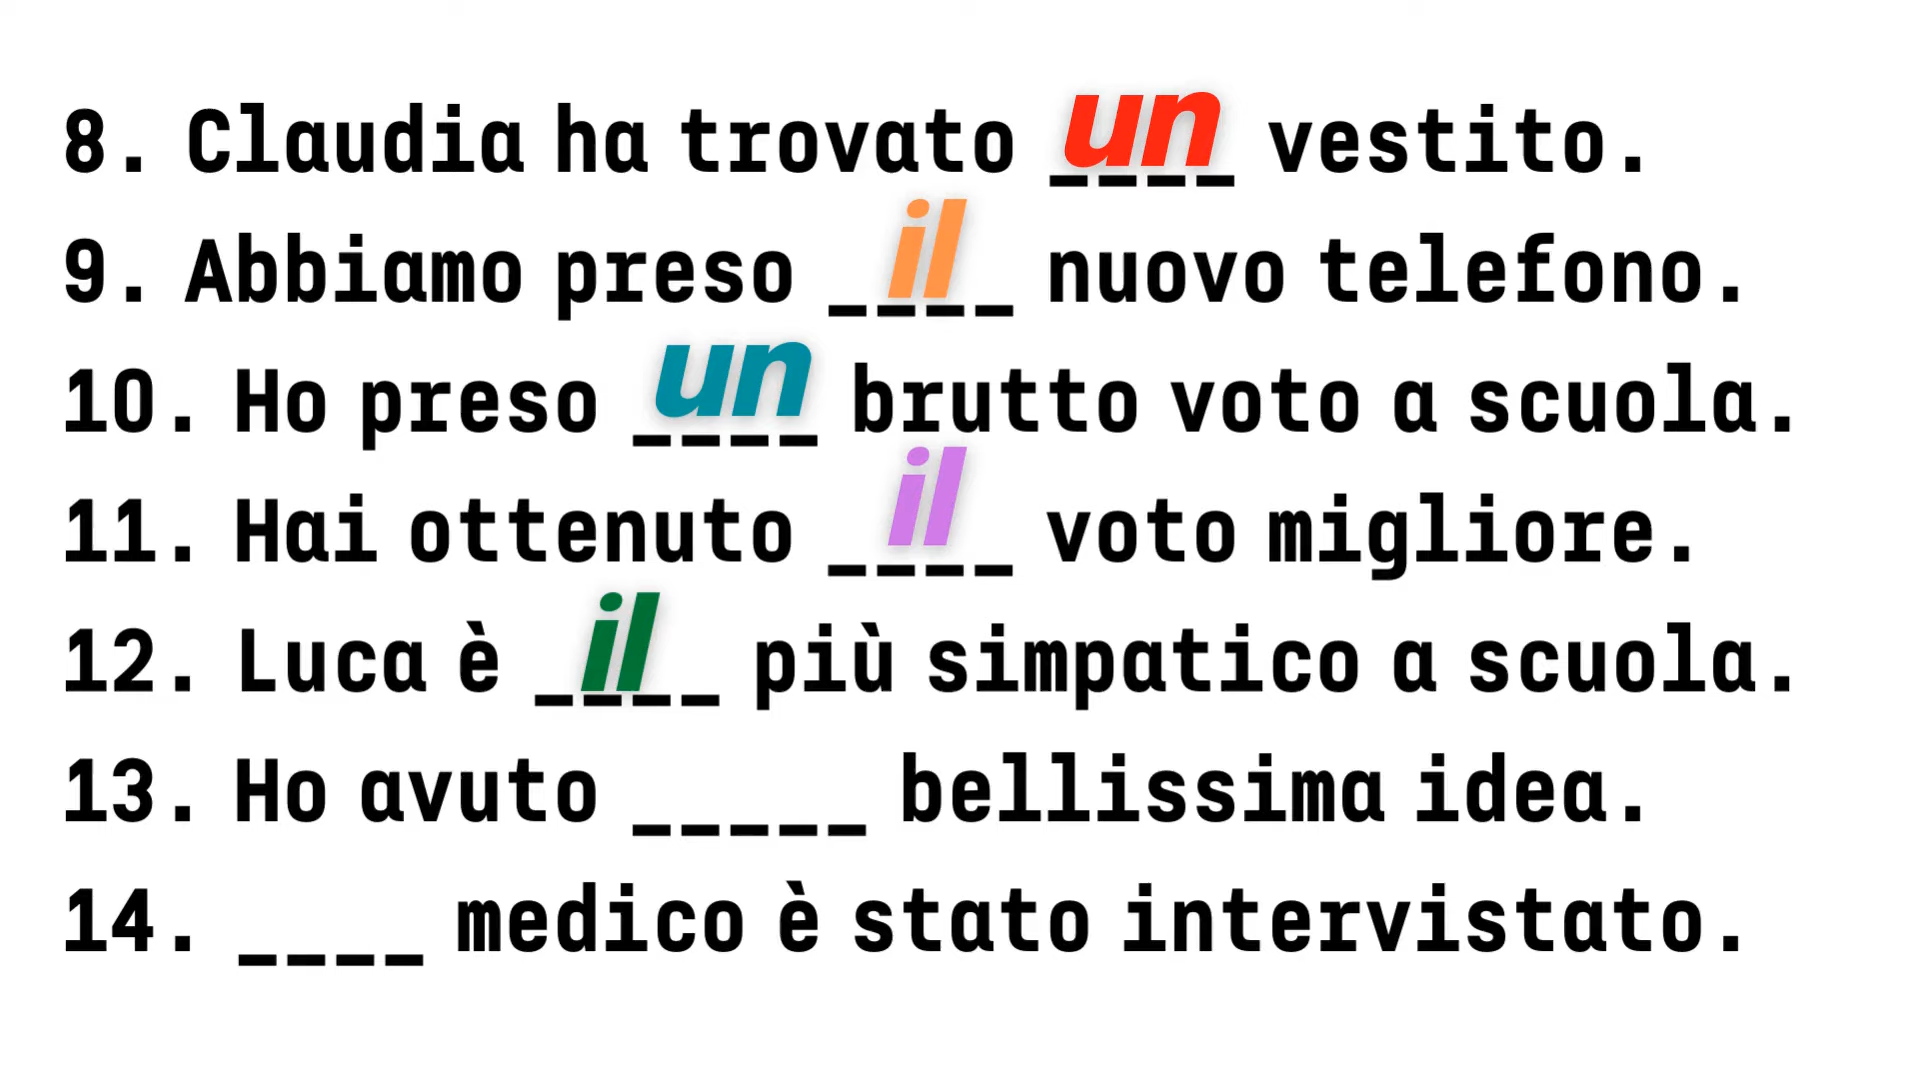 8. Claudia ha trovato un vestito.
9. Abbiamo preso il nuovo telefono.
10. Ho preso un brutto voto a scuola.
11. Hai ottenuto il voto migliore.
12. Luca è il più simpatico a scuola.
13. Ho avuto _____ bellissima idea.
14. ____ medico è stato intervistato.